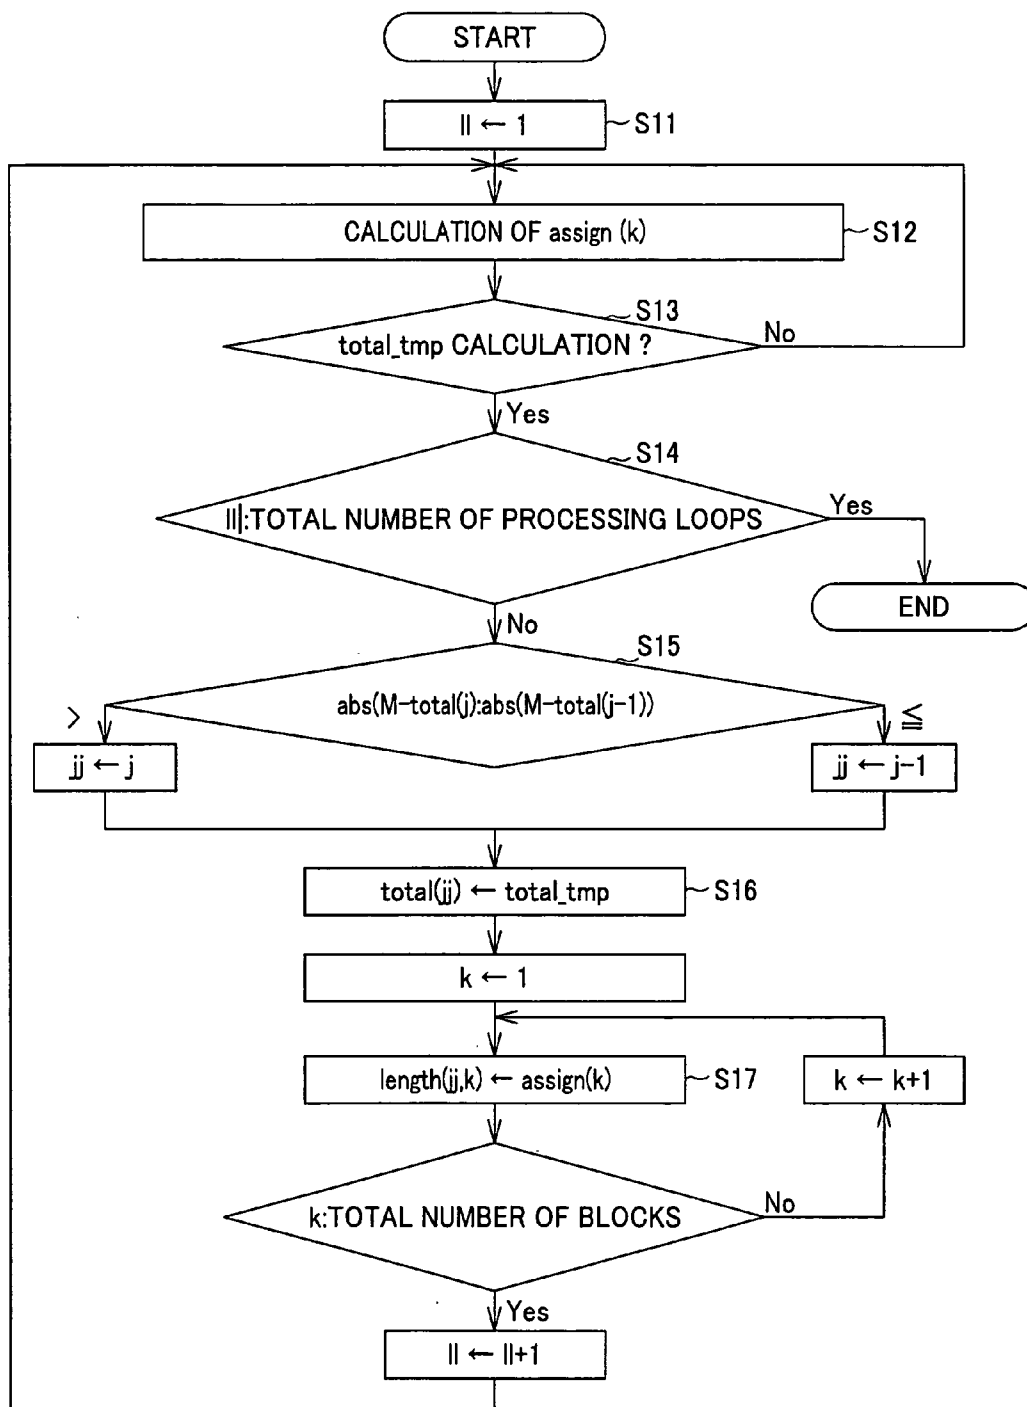 START
ll ← 1
S11
CALCULATION OF assign (k)
S12
S13
total_tmp CALCULATION ?
No
Yes
S14
lll:TOTAL NUMBER OF PROCESSING LOOPS
Yes
END
No
S15
abs(M-total(j):abs(M-total(j-1))
>
≦
jj ← j
jj ← j-1
total(jj) ← total_tmp
S16
k ← 1
length(jj,k) ← assign(k)
S17
k ← k+1
k:TOTAL NUMBER OF BLOCKS
No
Yes
ll ← ll+1